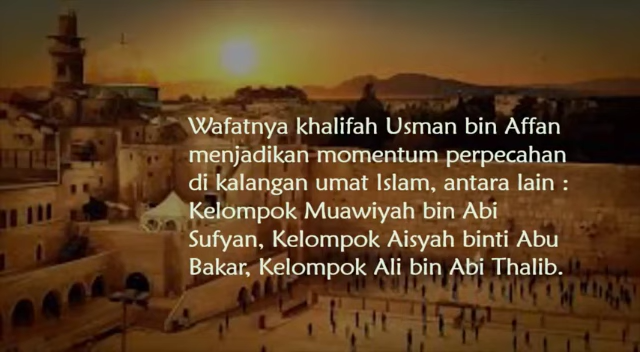 Wafatnya khalifah Usman bin Affan
menjadikan momentum perpecahan
di kalangan umat Islam, antara lain :
Kelompok Muawiyah bin Abi
Sufyan, Kelompok Aisyah binti Abu
Bakar, Kelompok Ali bin Abi Thalib.